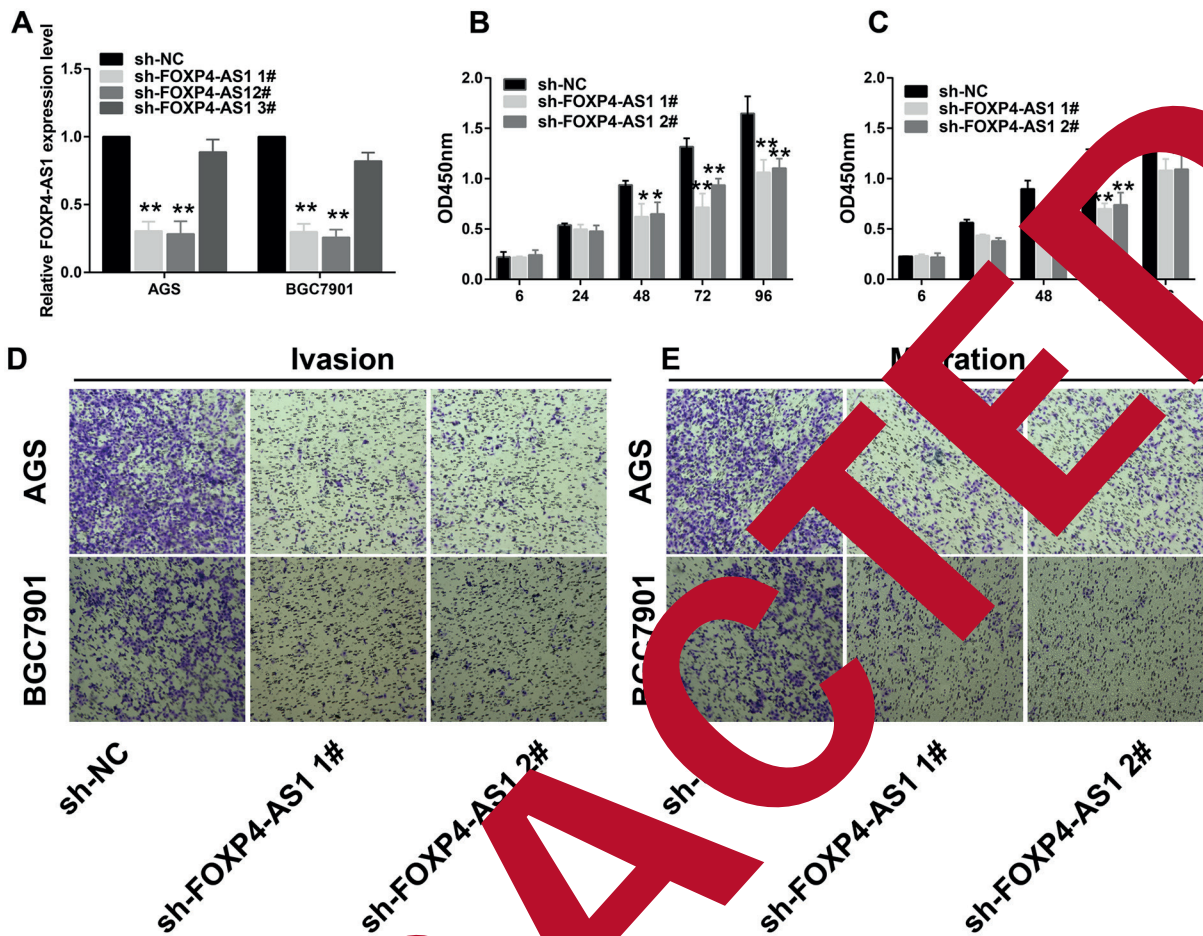 A
Relative FOXP4-AS1 expression level
sh-NC
sh-FOXP4-AS1 1#
sh-FOXP4-AS12#
sh-FOXP4-AS1 3#
1.5
1.0
0.5
0.0
** ** ** **
AGS BGC7901
B
OD450nm
sh-NC
sh-FOXP4-AS1 1#
sh-FOXP4-AS1 2#
2.0
1.5
1.0
0.5
0.0
* * ** ** ** **
6 24 48 72 96
C
OD450nm
sh-NC
sh-FOXP4-AS1 1#
sh-FOXP4-AS1 2#
2.0
1.5
1.0
0.5
0.0
** **
6 48
D
Ivasion
AGS
BGC7901
sh-NC
sh-FOXP4-AS1 1#
sh-FOXP4-AS1 2#
E
AGS
BGC7901
sh-FOXP4-AS1 1#
sh-FOXP4-AS1 2#
ACTED